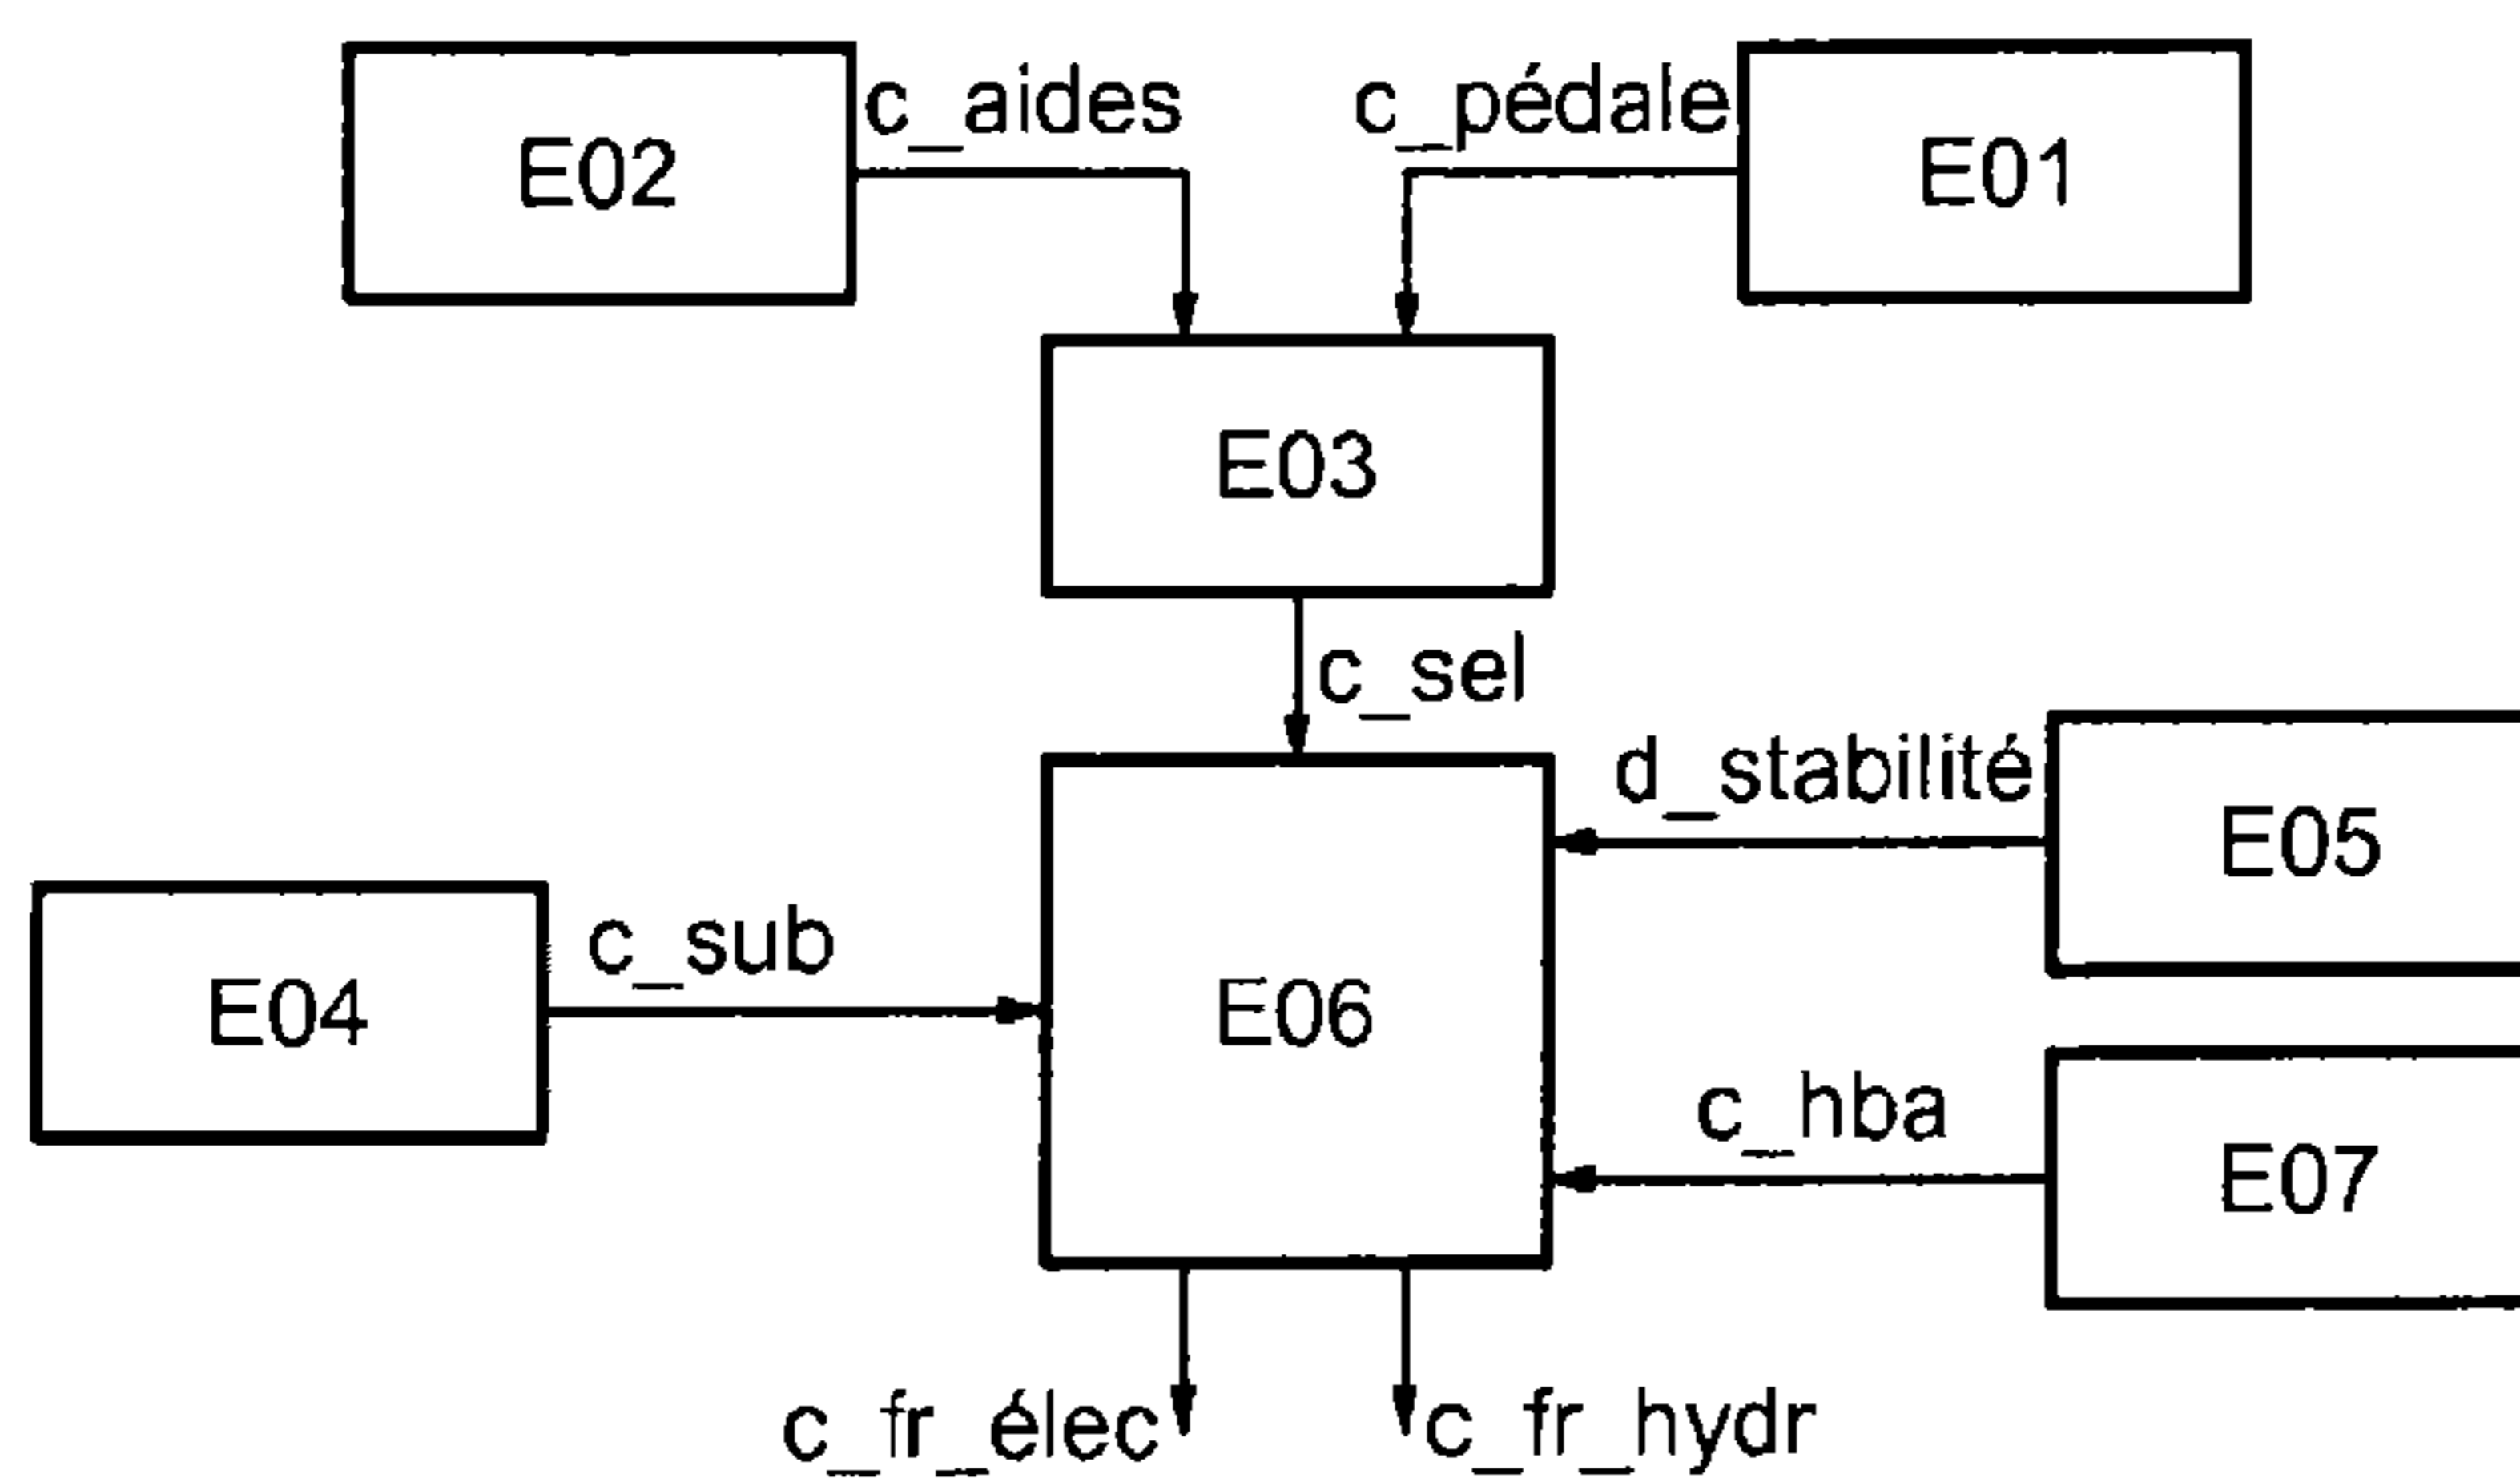 c_aides
c_pédale
E02
E01
E03
c_sel
d_stabilité
E05
c_sub
E04
E06
c_hba
E07
c_fr_élec
c_fr_hydr